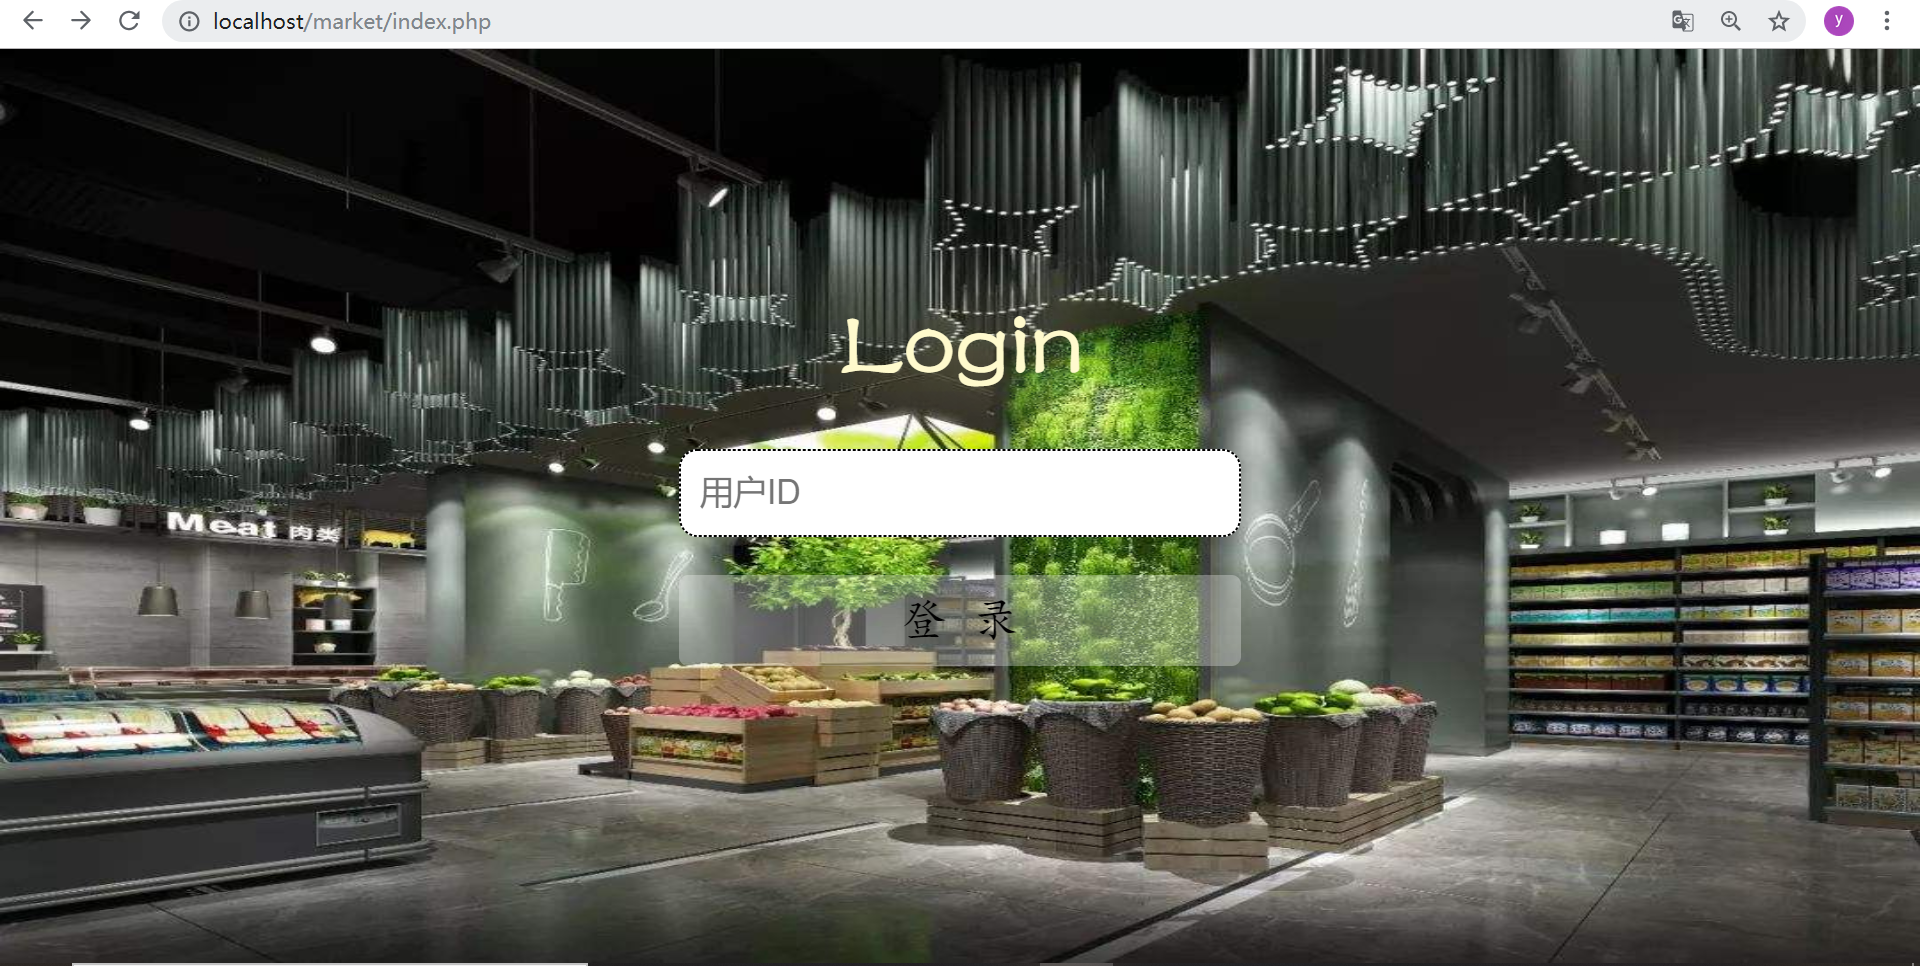 localhost/market/index.php
y
Login
用户ID
Meat 肉类
登 录